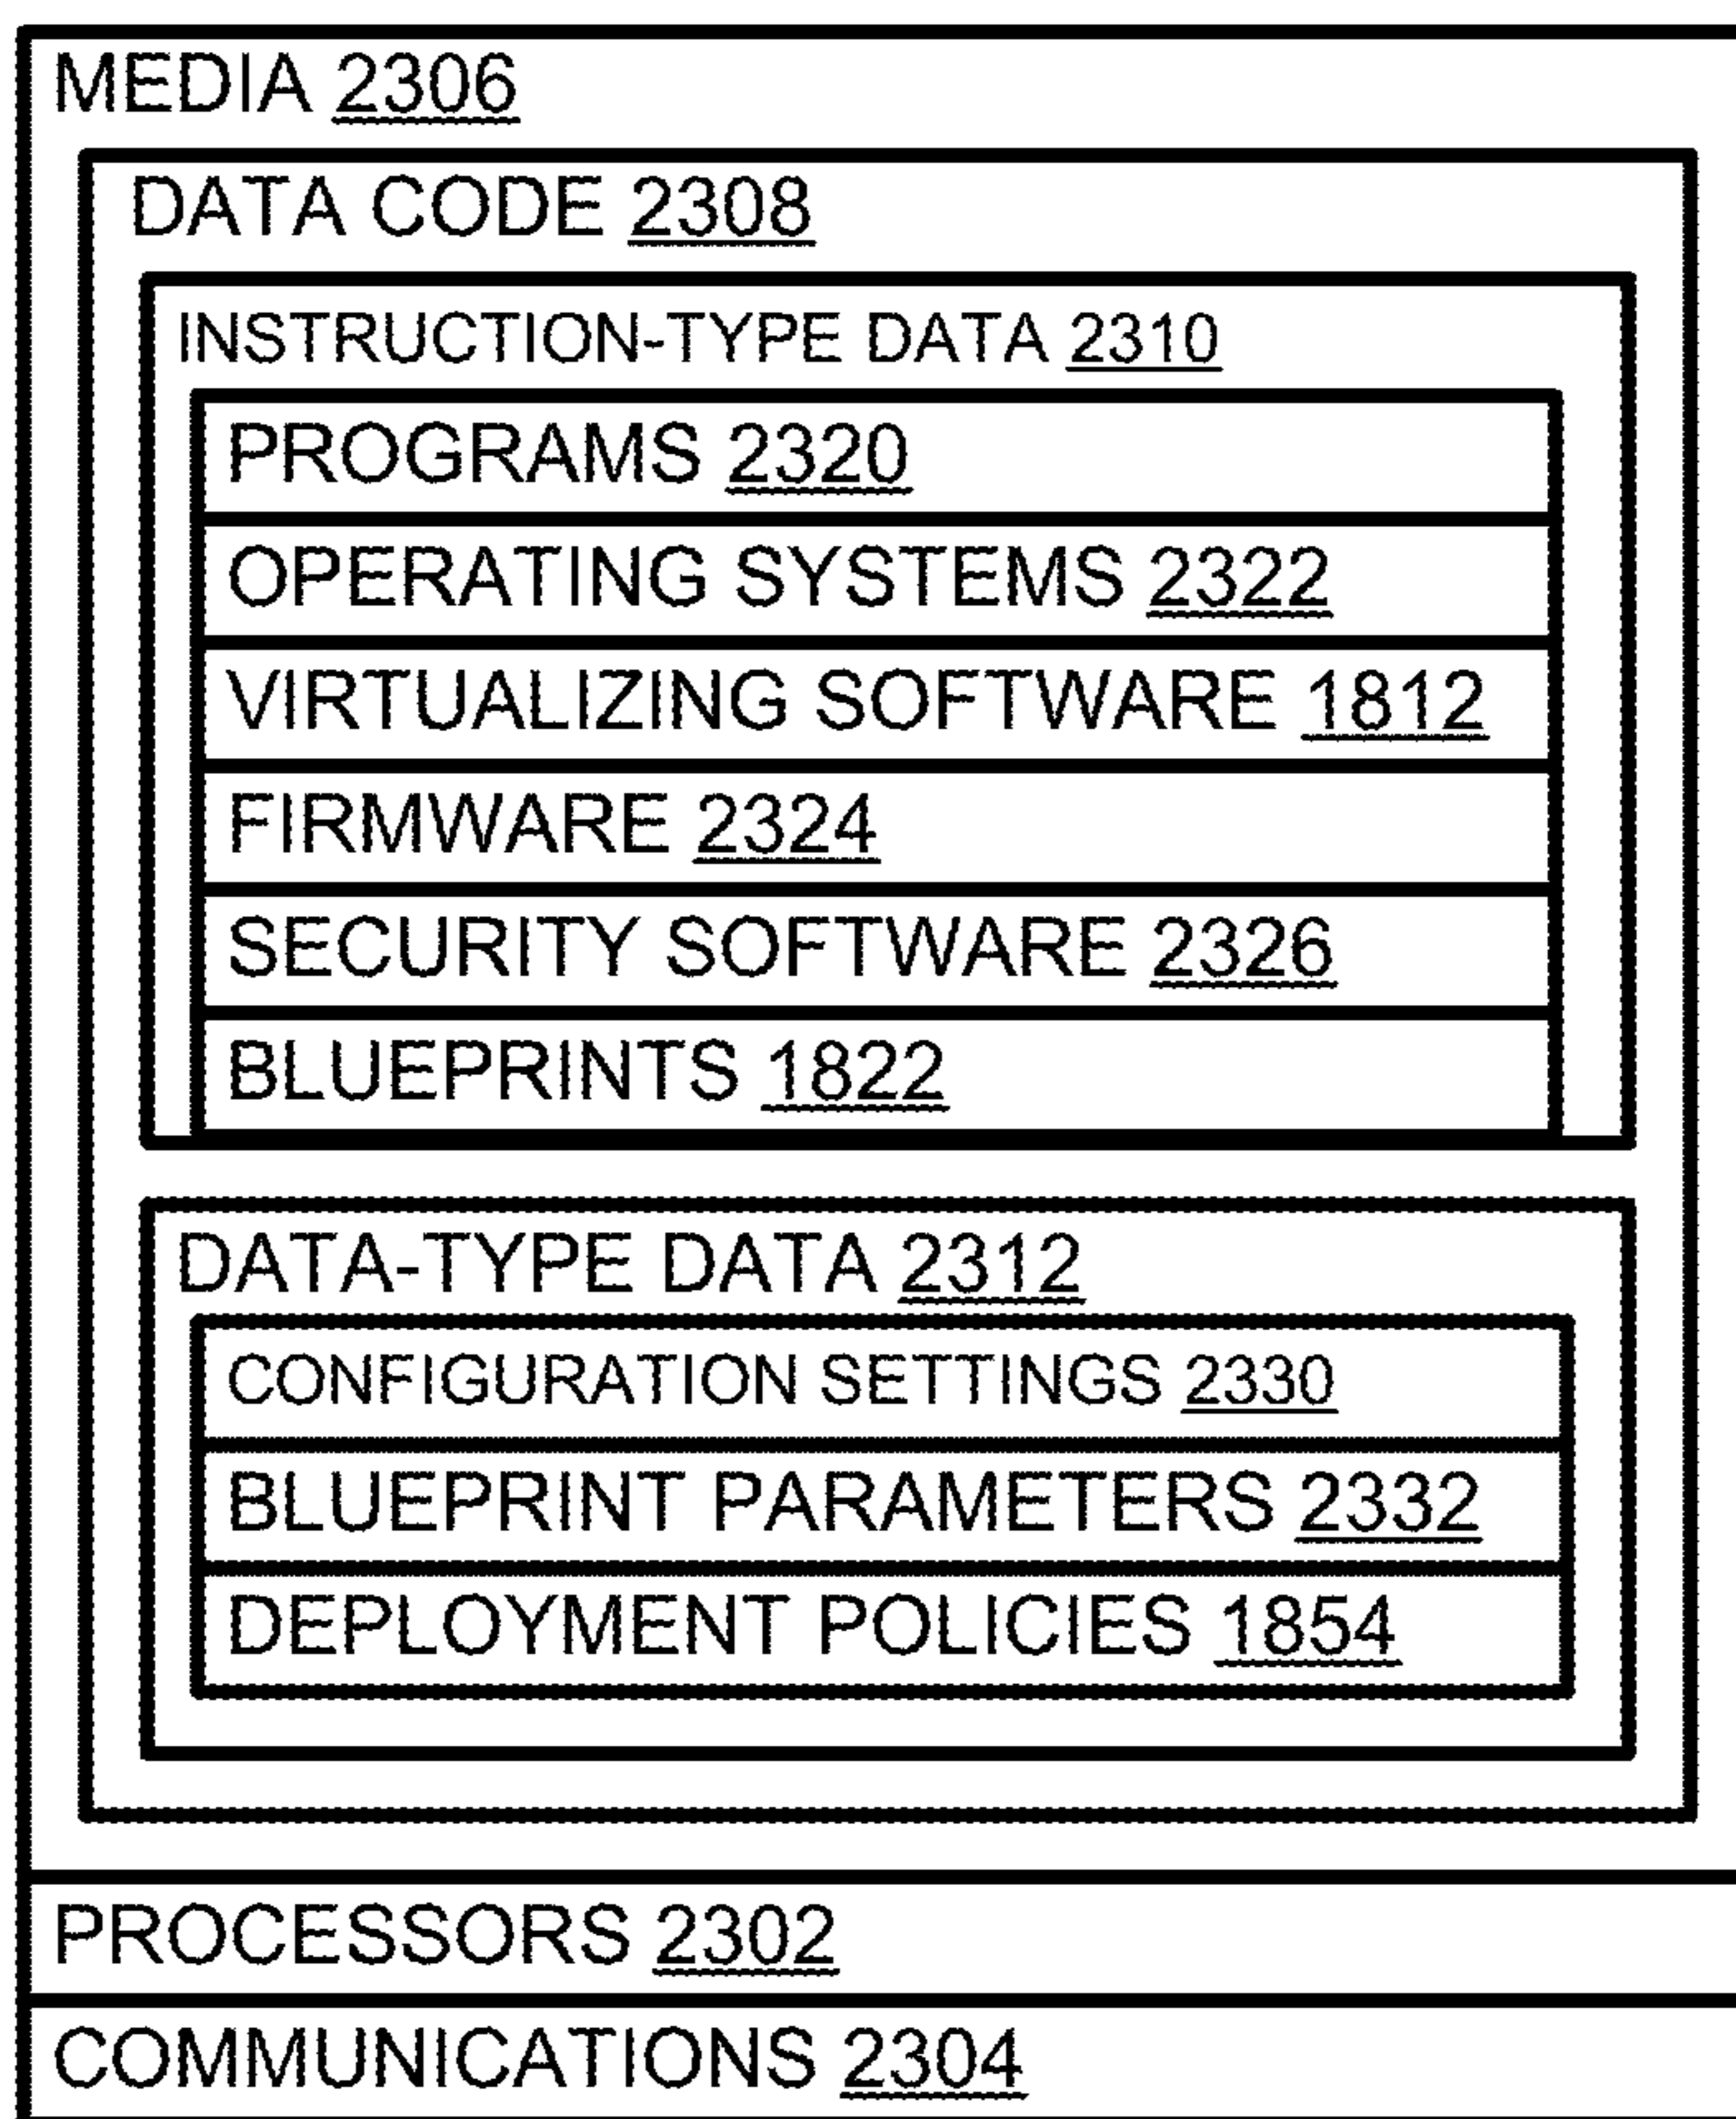 MEDIA 2306
DATA CODE 2308
INSTRUCTION-TYPE DATA 2310
PROGRAMS 2320
OPERATING SYSTEMS 2322
VIRTUALIZING SOFTWARE 1812
FIRMWARE 2324
SECURITY SOFTWARE 2326
BLUEPRINTS 1822
DATA-TYPE DATA 2312
CONFIGURATION SETTINGS 2330
BLUEPRINT PARAMETERS 2332
DEPLOYMENT POLICIES 1854
PROCESSORS 2302
COMMUNICATIONS 2304